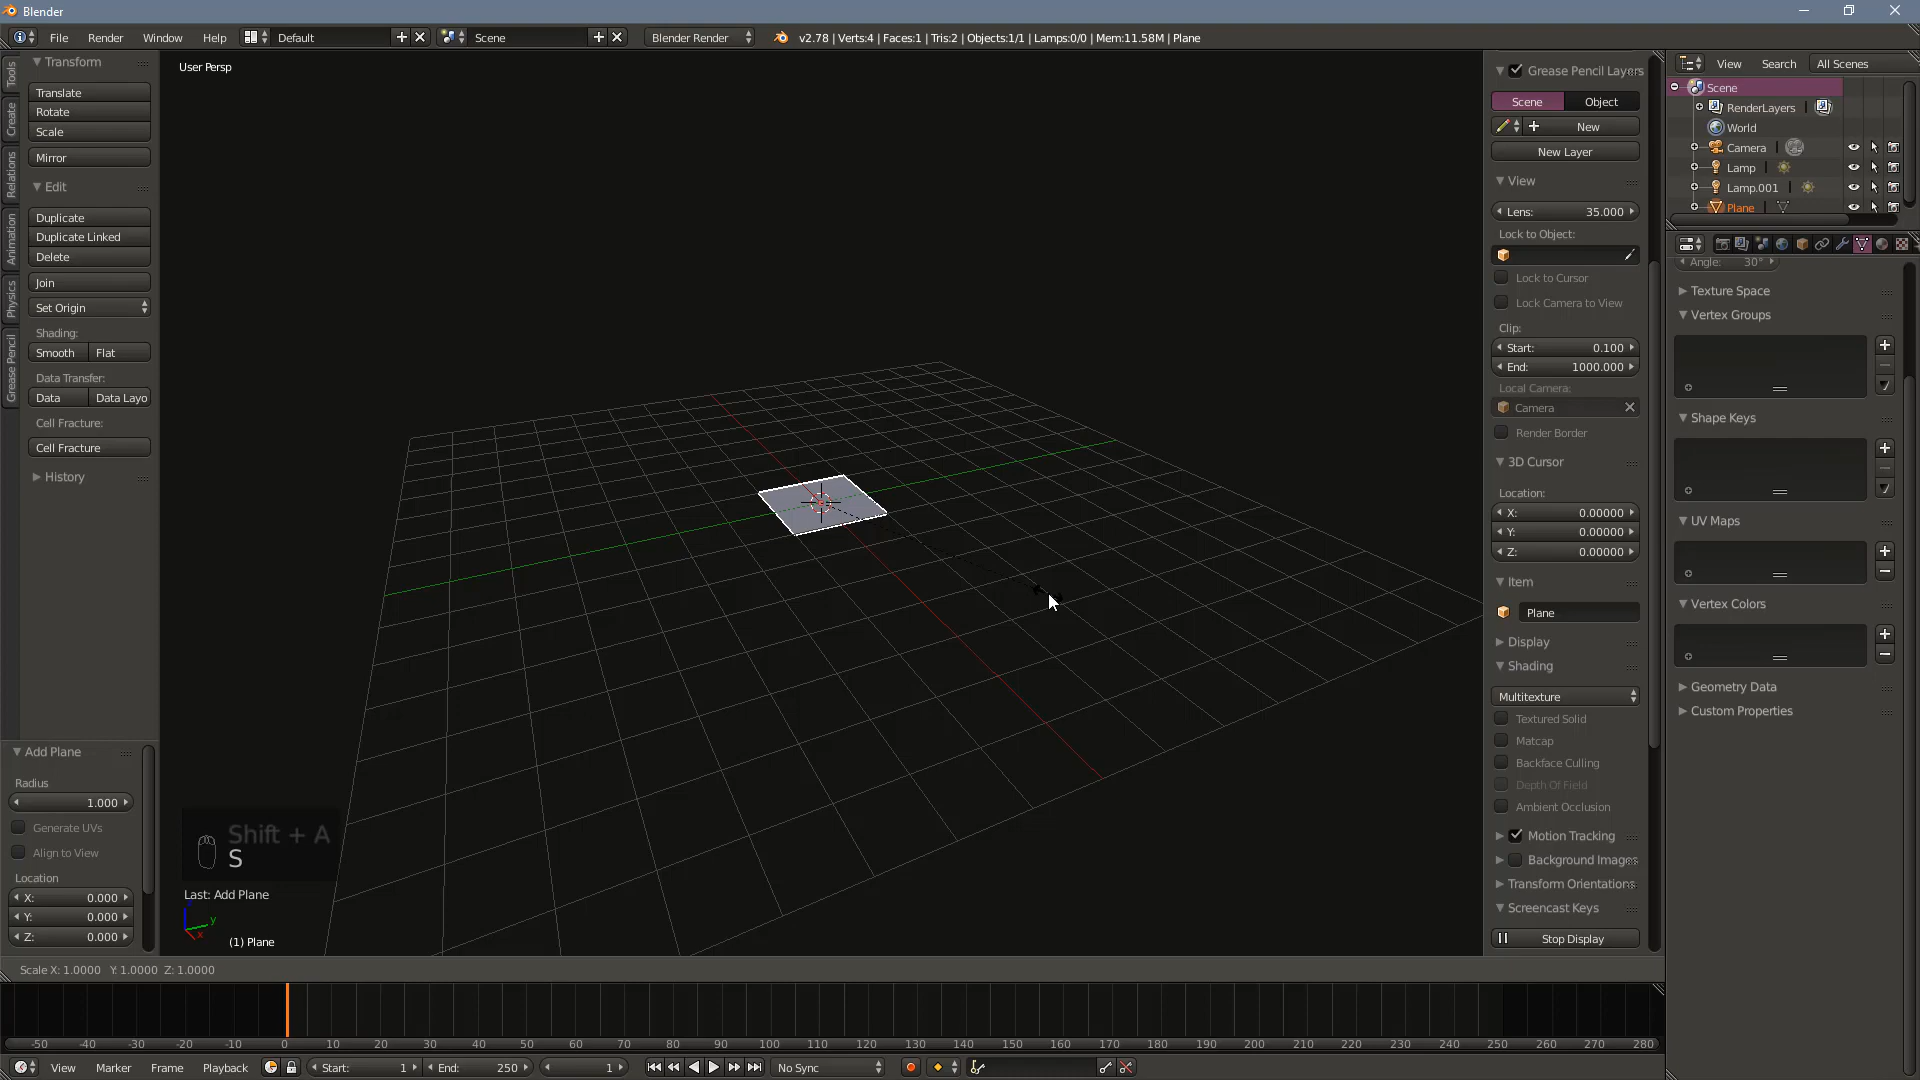 Blender
File Render Window Help Default Scene Blender Render v2.78 | Verts:4 | Faces:1 | Tris:2 | Objects:1/1 | Lamps:0/0 | Mem:11.58M | Plane
Tools
Create
Relations
Animation
Physics
Grease Pencil
Transform
Translate
Rotate
Scale
Mirror
Edit
Duplicate
Duplicate Linked
Delete
Join
Set Origin
Shading:
Smooth Flat
Data Transfer:
Data Data Layo
Cell Fracture:
Cell Fracture
History
Add Plane
Radius
1.000
Generate UVs
Align to View
Location
X: 0.000
Y: 0.000
Z: 0.000
User Persp
Shift + A
S
Last: Add Plane
z
y
x
(1) Plane
Scale X: 1.0000 Y: 1.0000 Z: 1.0000
Grease Pencil Layers
Scene Object
New
New Layer
View
Lens: 35.000
Lock to Object:
Lock to Cursor
Lock Camera to View
Clip:
Start: 0.100
End: 1000.000
Local Camera:
Camera
Render Border
3D Cursor
Location:
X: 0.00000
Y: 0.00000
Z: 0.00000
Item
Plane
Display
Shading
Multitexture
Textured Solid
Matcap
Backface Culling
Depth Of Field
Ambient Occlusion
Motion Tracking
Background Images
Transform Orientations
Screencast Keys
Stop Display
View Search All Scenes
Scene
RenderLayers
World
Camera
Lamp
Lamp.001
Plane
Angle: 30°
Texture Space
Vertex Groups
Shape Keys
UV Maps
Vertex Colors
Geometry Data
Custom Properties
-50 -40 -30 -20 -10 0 10 20 30 40 50 60 70 80 90 100 110 120 130 140 150 160 170 180 190 200 210 220 230 240 250 260 270 280
View Marker Frame Playback Start: 1 End: 250 1 No Sync